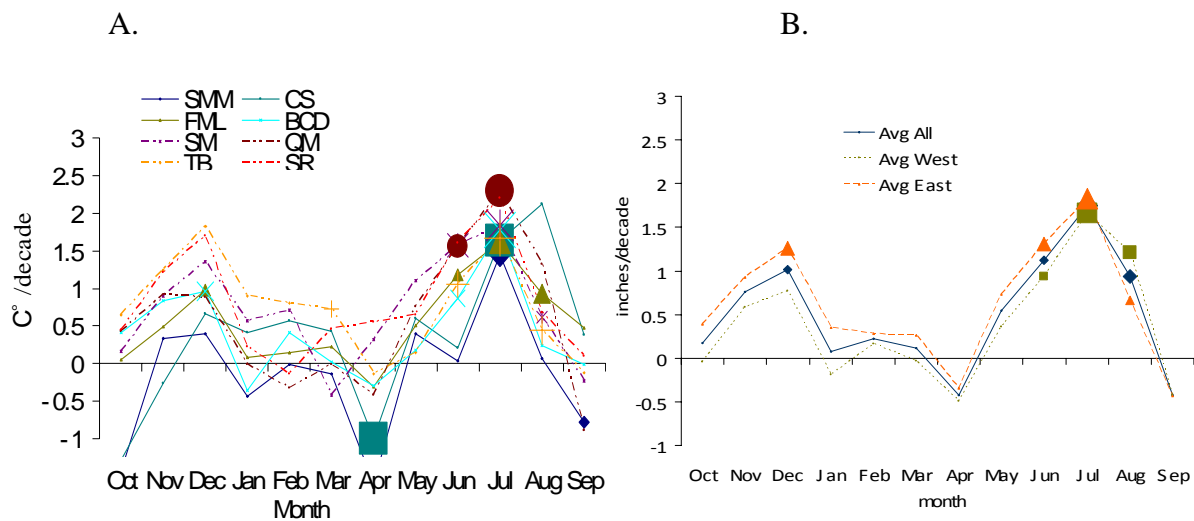 A.
B.
SMM CS
FML BCD
SM QM
TB SR
3
2.5
2
1.5
1
0.5
0
-0.5
-1
C° /decade
Oct Nov Dec Jan Feb Mar Apr May Jun Jul Aug Sep
Month
3
2.5
2
1.5
1
0.5
0
-0.5
-1
inches/decade
Avg All
Avg West
Avg East
Oct Nov Dec Jan Feb Mar Apr May Jun Jul Aug Sep
month